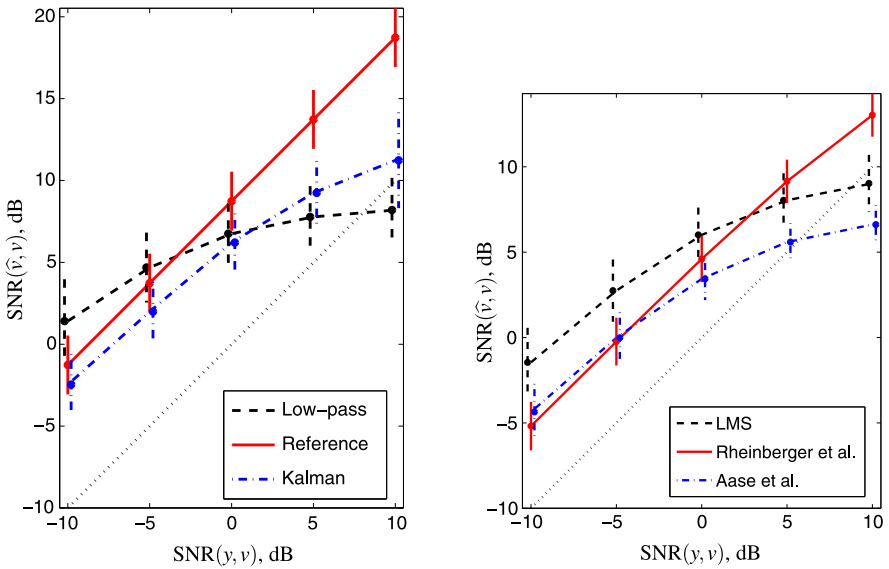 20
15
10
5
0
−5
−10
−10
−5
0
5
10
SNR(v̂, v), dB
SNR(y, v), dB
Low−pass
Reference
Kalman
10
5
0
−5
−10
−10
−5
0
5
10
SNR(v̂, v), dB
SNR(y, v), dB
LMS
Rheinberger et al.
Aase et al.